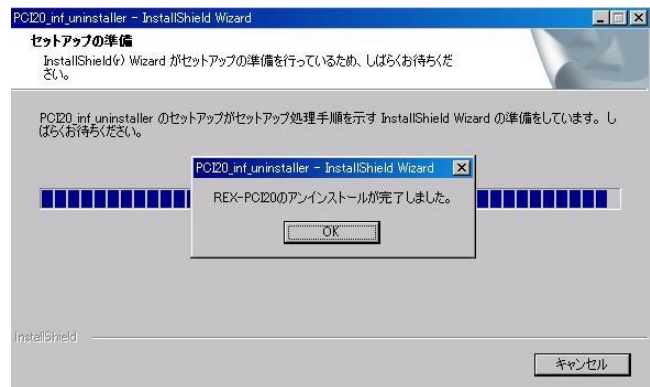 PCI20_inf_uninstaller - InstallShield Wizard
セットアップの準備
InstallShield(r) Wizard がセットアップの準備を行っているため、しばらくお待ちくだ
さい。
PCI20_inf_uninstaller のセットアップがセットアップ処理手順を示す InstallShield Wizard の準備をしています。し
ばらくお待ちください。
PCI20_inf_uninstaller - InstallShield Wizard
REX-PCI20のアンインストールが完了しました。
OK
InstallShield
キャンセル